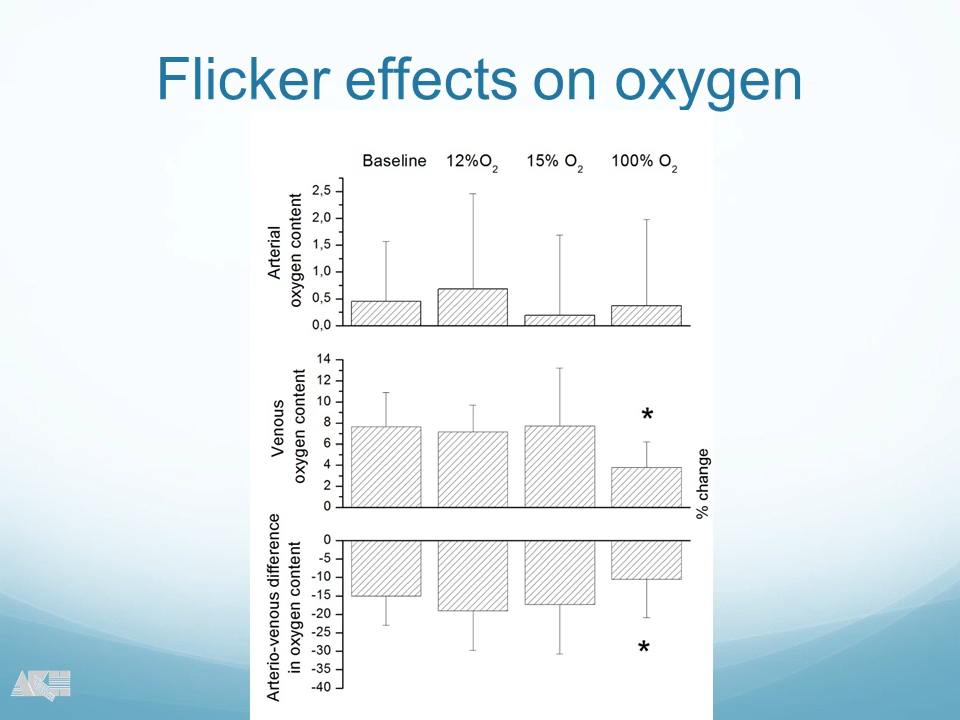 Flicker effects on oxygen
Baseline 12%O2 15% O2 100% O2
Arterial
oxygen content
2,5
2,0
1,5
1,0
0,5
0,0
Venous
oxygen content
14
12
10
8
6
4
2
0
*
% change
Arterio-venous difference
in oxygen content
0
-5
-10
-15
-20
-25
-30
-35
-40
*
AKH